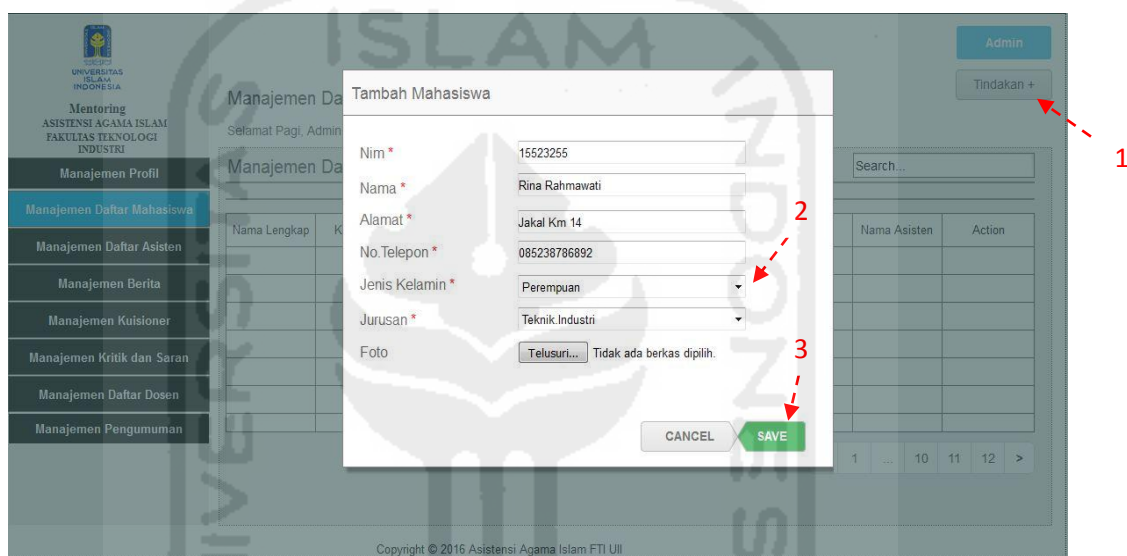 UNIVERSITAS
ISLAM
INDONESIA
Mentoring
ASISTENSI AGAMA ISLAM
FAKULTAS TEKNOLOGI
INDUSTRI
Manajemen Profil
Manajemen Daftar Mahasiswa
Manajemen Daftar Asisten
Manajemen Berita
Manajemen Kuisioner
Manajemen Kritik dan Saran
Manajemen Daftar Dosen
Manajemen Pengumuman
Admin
Tindakan +
1
Manajemen Da
Selamat Pagi, Admin
Manajemen Da
Search...
Nama Lengkap K Nama Asisten Action
Tambah Mahasiswa
Nim * 15523255
Nama * Rina Rahmawati
Alamat * Jakal Km 14
2
No.Telepon * 085238786892
Jenis Kelamin * Perempuan
Jurusan * Teknik.Industri
Foto Telusuri... Tidak ada berkas dipilih.
3
CANCEL SAVE
1 ... 10 11 12 >
Copyright © 2016 Asistensi Agama Islam FTI UII
ISLAM
UNIVERSITAS
INDONESIA